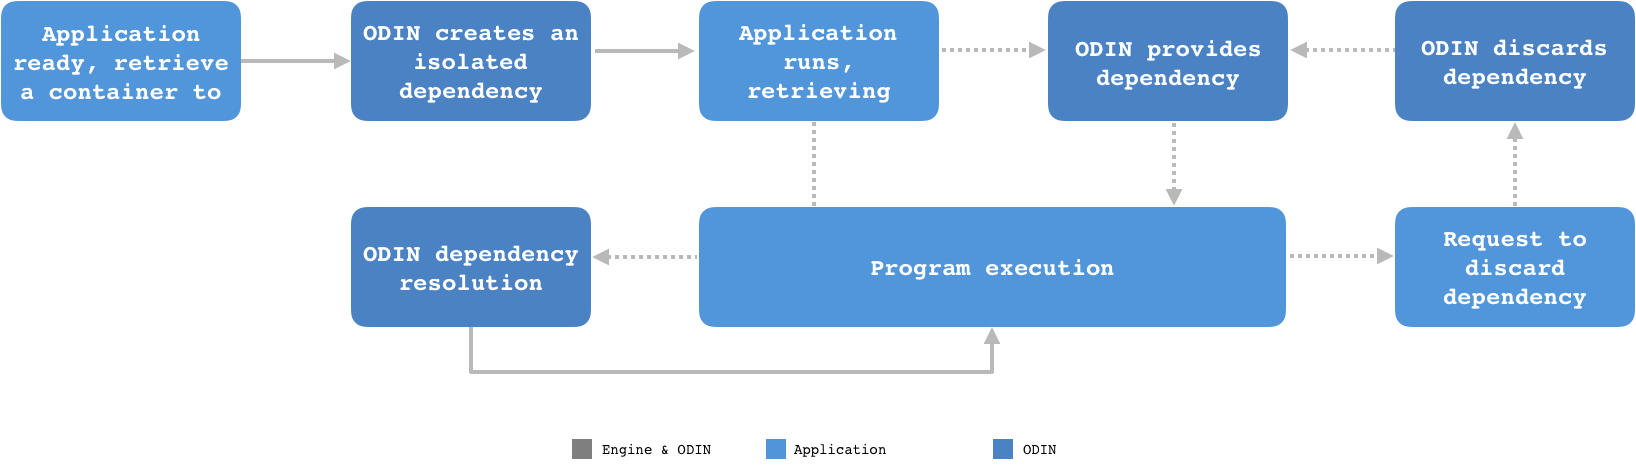 Application
ready, retrieve
a container to
ODIN creates an
isolated
dependency
Application
runs,
retrieving
ODIN provides
dependency
ODIN discards
dependency
ODIN dependency
resolution
Program execution
Request to
discard
dependency
Engine & ODIN
Application
ODIN